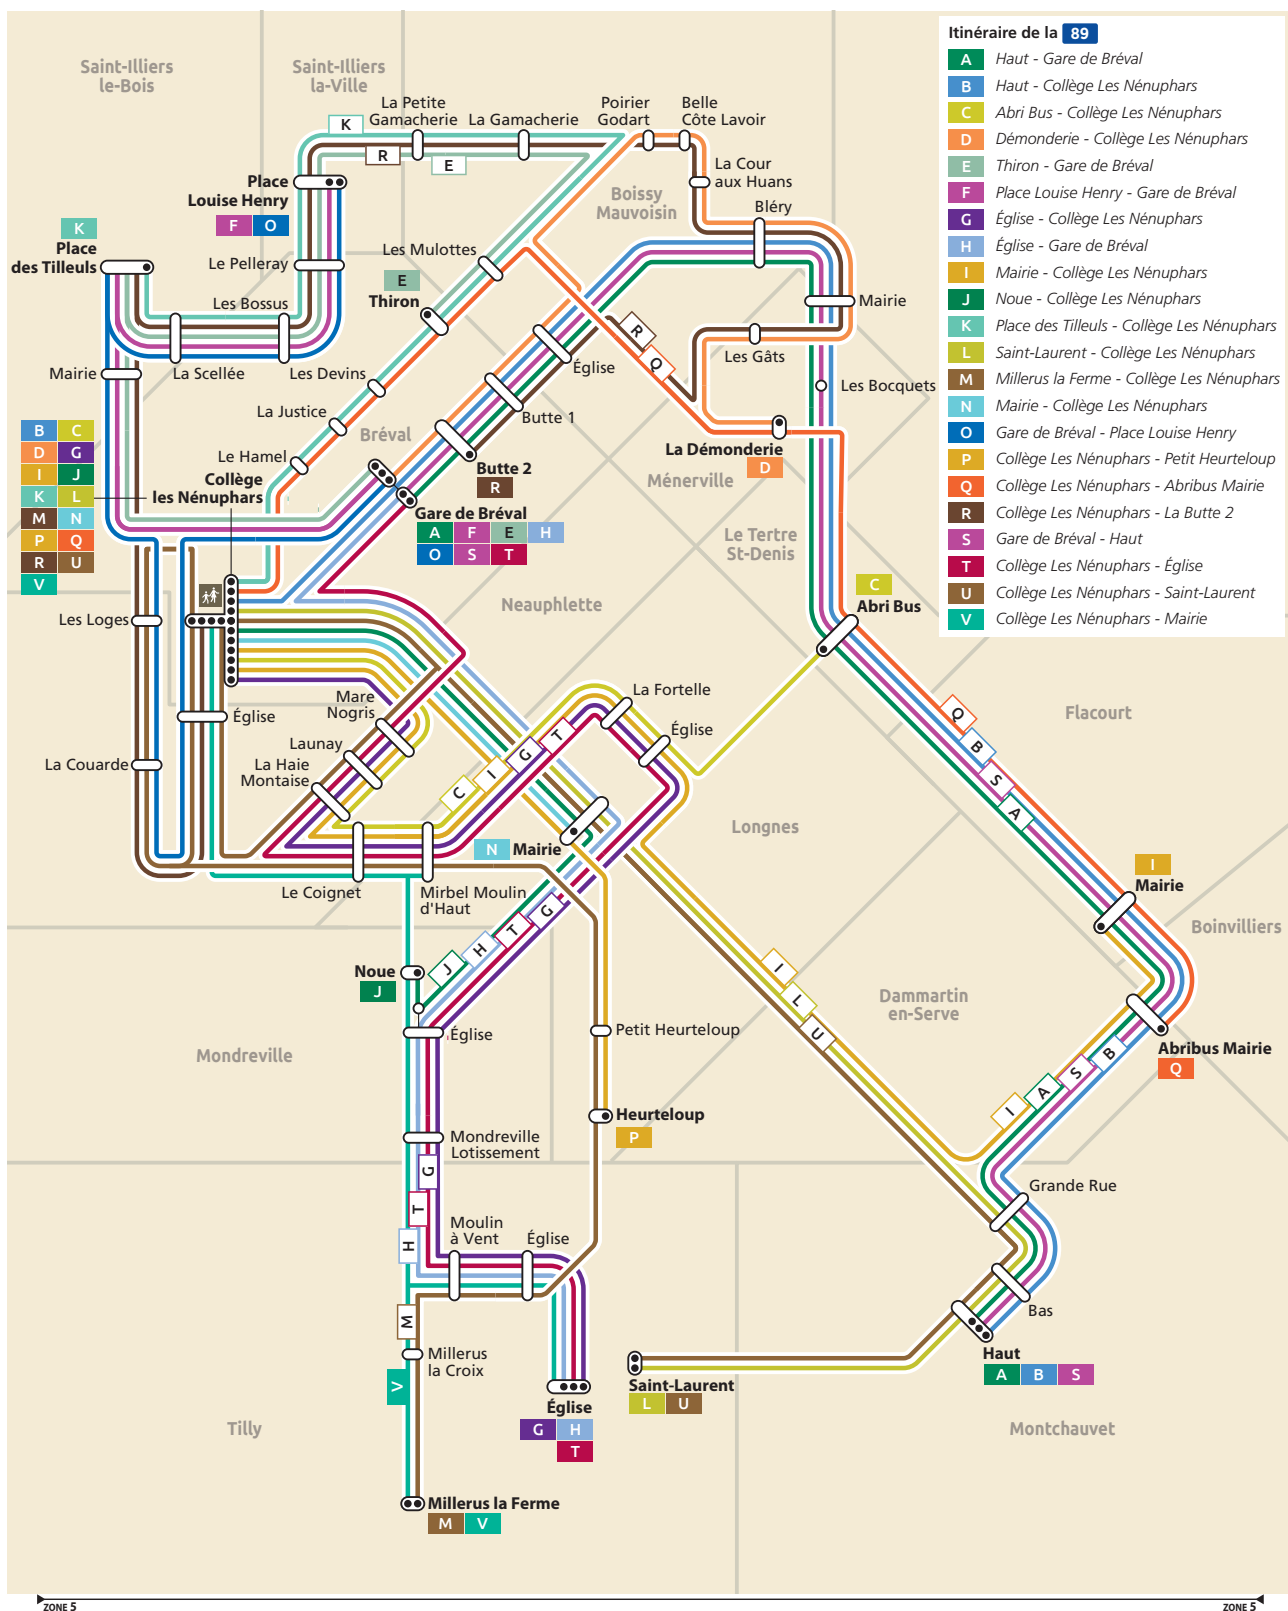 Itinéraire de la 89
A Haut - Gare de Bréval
B Haut - Collège Les Nénuphars
C Abri Bus - Collège Les Nénuphars
D Démonderie - Collège Les Nénuphars
E Thiron - Gare de Bréval
F Place Louise Henry - Gare de Bréval
G Église - Collège Les Nénuphars
H Église - Gare de Bréval
I Mairie - Collège Les Nénuphars
J Noue - Collège Les Nénuphars
K Place des Tilleuls - Collège Les Nénuphars
L Saint-Laurent - Collège Les Nénuphars
M Millerus la Ferme - Collège Les Nénuphars
N Mairie - Collège Les Nénuphars
O Gare de Bréval - Place Louise Henry
P Collège Les Nénuphars - Petit Heurteloup
Q Collège Les Nénuphars - Abribus Mairie
R Collège Les Nénuphars - La Butte 2
S Gare de Bréval - Haut
T Collège Les Nénuphars - Église
U Collège Les Nénuphars - Saint-Laurent
V Collège Les Nénuphars - Mairie
Saint-Illiers
le-Bois
Saint-Illiers
la-Ville
K
R
E
La Petite
Gamacherie
La Gamacherie
Poirier
Godart
Belle
Côte Lavoir
La Cour
aux Huans
Boissy
Mauvoisin
Bléry
Place
Louise Henry
F O
K
Place
des Tilleuls
Le Pelleray
Les Bossus
La Scellée
Mairie
Les Mulottes
E
Thiron
Les Devins
La Justice
Le Hamel
Bréval
Église
Butte 1
Butte 2
R
R
Q
Mairie
Les Gâts
Les Bocquets
La Démonderie
D
Ménerville
B C
D G
I J
K L
M N
P Q
R U
V
Collège
les Nénuphars
Gare de Bréval
A F E H
O S T
Le Tertre
St-Denis
C
Abri Bus
Neauphlette
Les Loges
Église
La Couarde
Mare
Nogris
Launay
La Haie
Montaise
La Fortelle
Église
C
I
G
T
Q
B
S
A
Flacourt
Longnes
N Mairie
Le Coignet
Mirbel Moulin
d'Haut
I
Mairie
Boinvilliers
J
H
T
G
Noue
J
Église
I
L
U
Dammartin
en-Serve
Petit Heurteloup
Mondreville
Abribus Mairie
Q
I
A
S
B
Heurteloup
P
Mondreville
Lotissement
G
T
H
Grande Rue
Moulin
à Vent
Église
M
Bas
Millerus
la Croix
V
Haut
A B S
Saint-Laurent
L U
Église
G H
T
Tilly
Montchauvet
Millerus la Ferme
M V
ZONE 5
ZONE 5